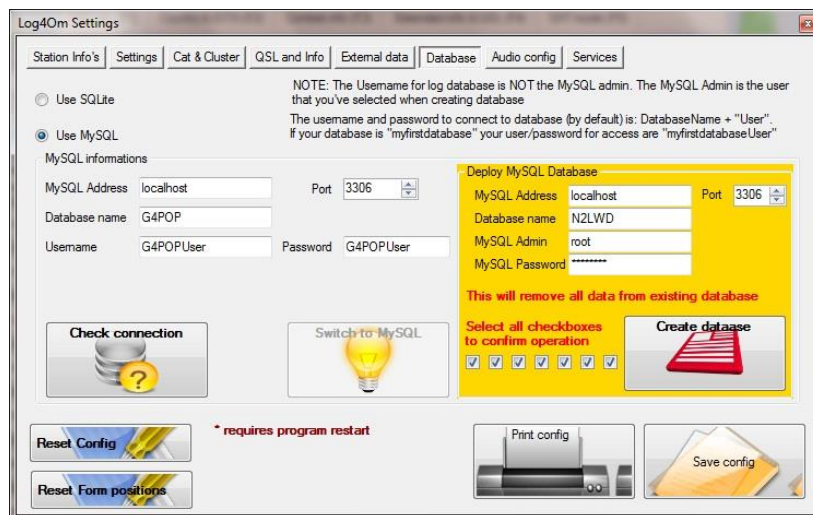 Log4Om Settings
Station Info's Settings Cat & Cluster QSL and Info External data Database Audio config Services
Use SQLite
Use MySQL
NOTE: The Username for log database is NOT the MySQL admin. The MySQL Admin is the user
that you've selected when creating database
The username and password to connect to database (by default) is: DatabaseName + "User".
If your database is "myfirstdatabase" your user/password for access are "myfirstdatabaseUser"
MySQL informations
MySQL Address localhost Port 3306
Database name G4POP
Username G4POPUser Password G4POPUser
Check connection
Switch to MySQL
Deploy MySQL Database
MySQL Address localhost Port 3306
Database name N2LWD
MySQL Admin root
MySQL Password ********
This will remove all data from existing database
Select all checkboxes
to confirm operation
Create dataase
Reset Config
* requires program restart
Reset Form positions
Print config
Save config